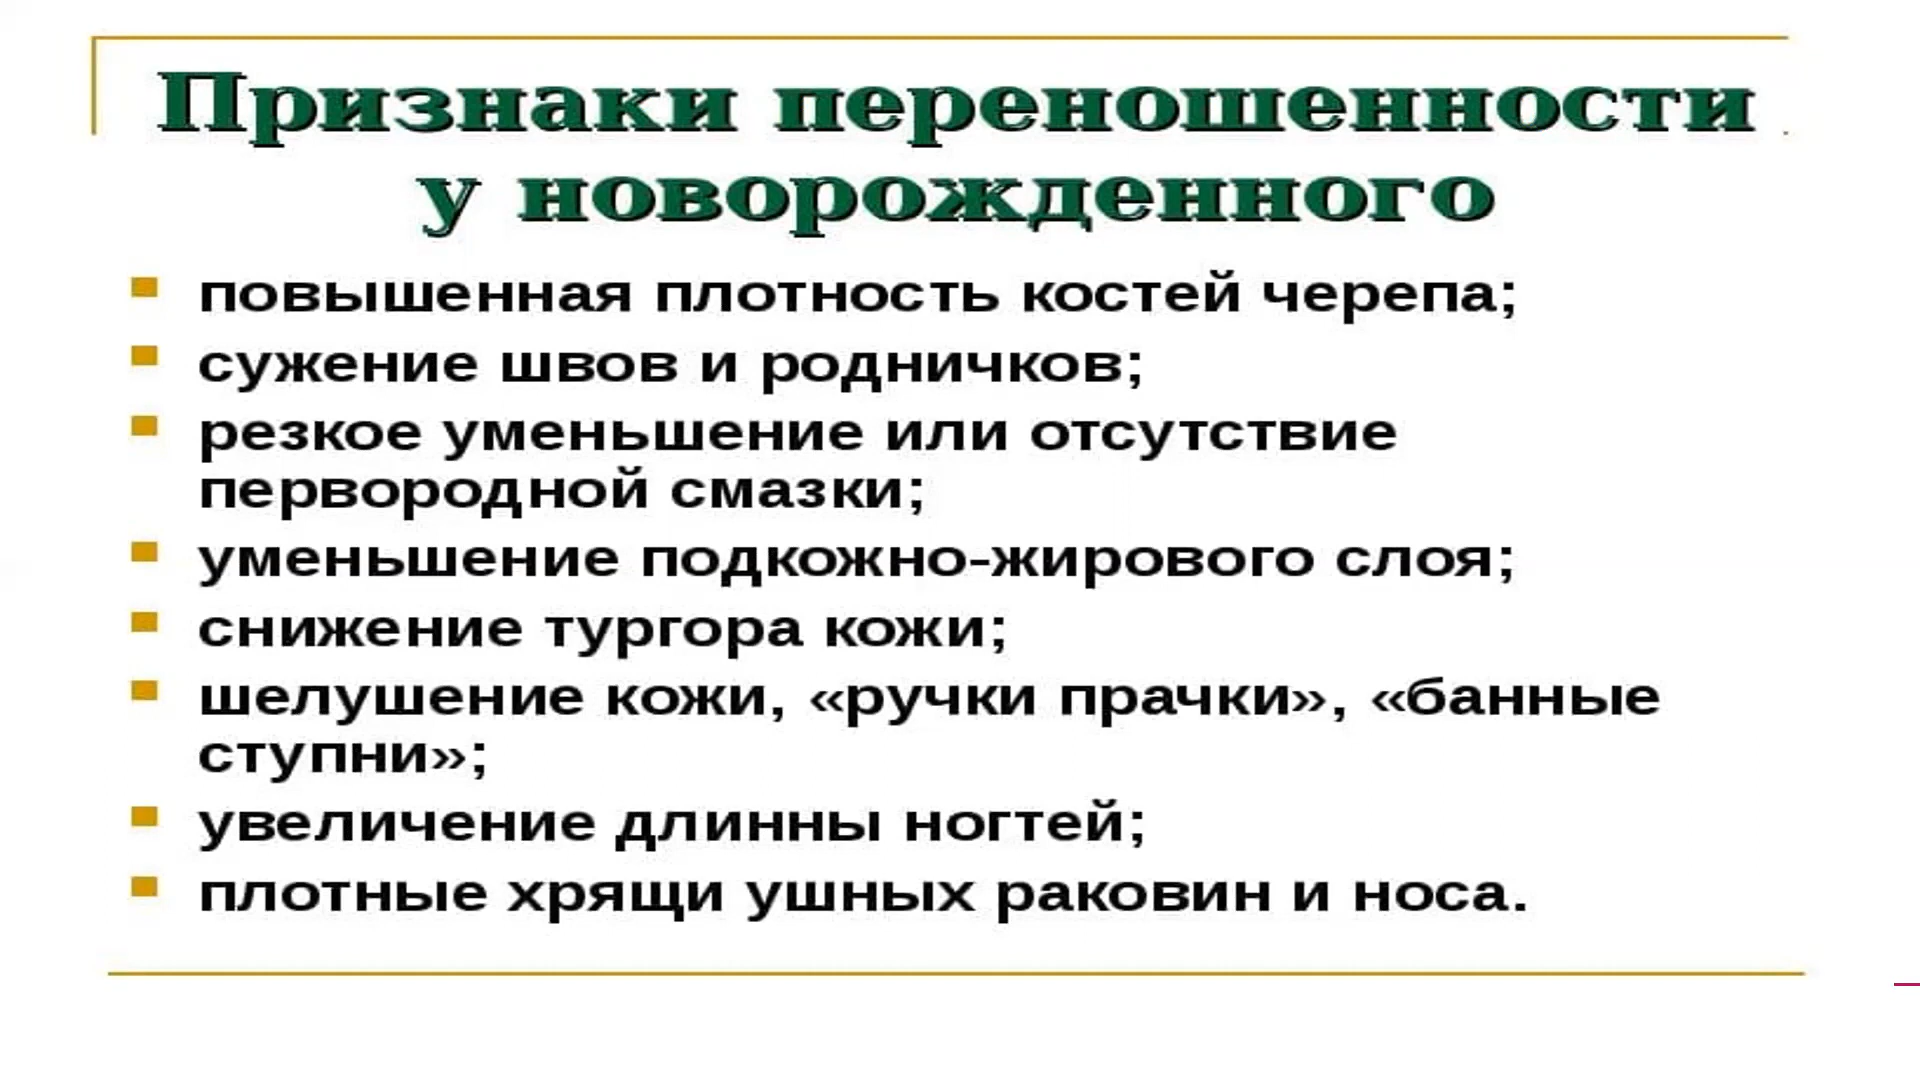 Признаки переношенности
у новорожденного
повышенная плотность костей черепа;
сужение швов и родничков;
резкое уменьшение или отсутствие
первородной смазки;
уменьшение подкожно-жирового слоя;
снижение тургора кожи;
шелушение кожи, «ручки прачки», «банные
ступни»;
увеличение длинны ногтей;
плотные хрящи ушных раковин и носа.